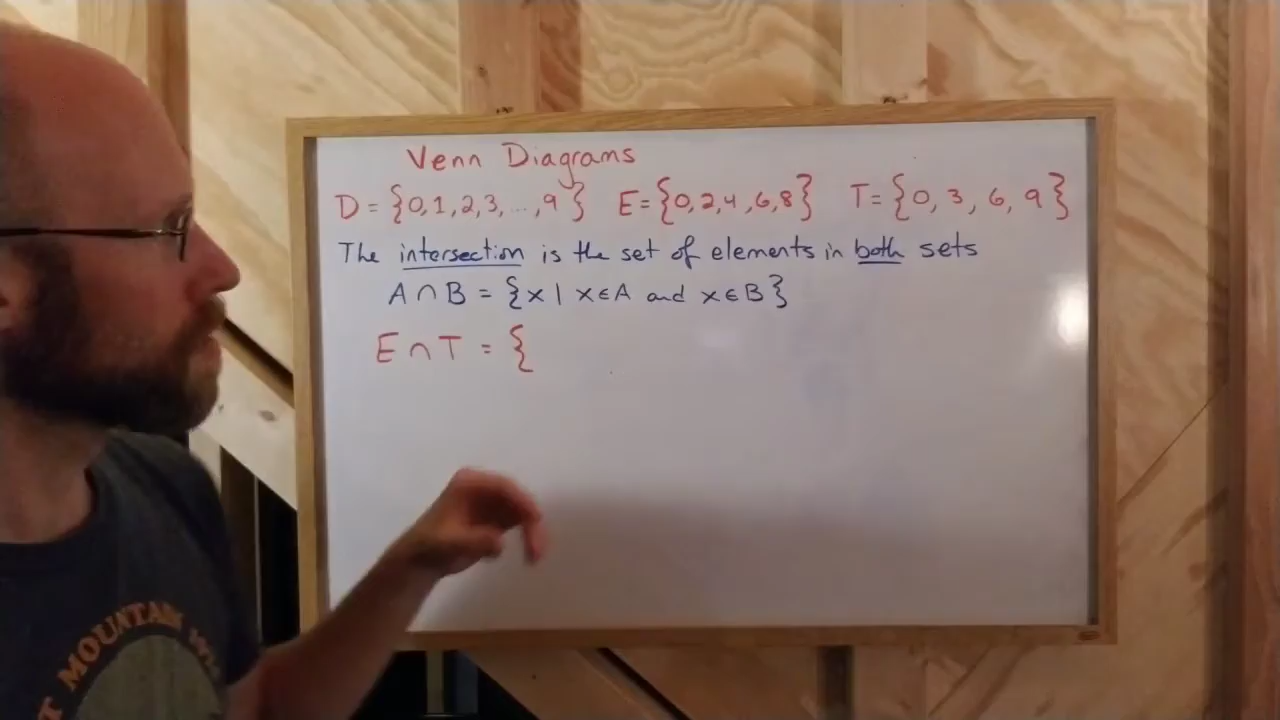 Venn Diagrams
D = {0,1,2,3,...,9} E={0,2,4,6,8} T={0, 3, 6, 9}
The intersection is the set of elements in both sets
A ∩ B = {x | x∈A and x∈B}
E ∩ T = {
MOUNTAIN